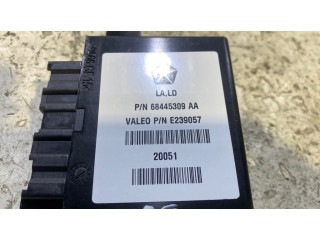 LA,LD
P/N 68445309 AA
VALEO P/N E239057
20051